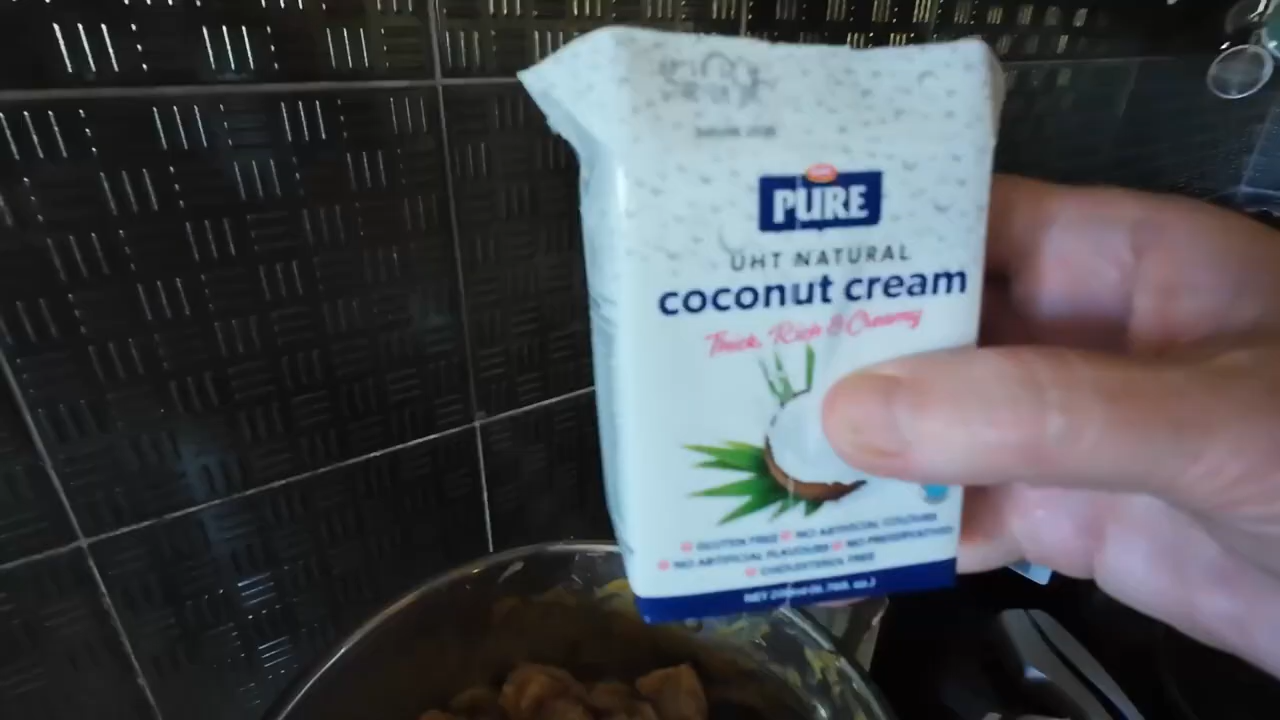 PURE
UHT NATURAL
coconut cream
Thick, Rich & Creamy
GLUTEN FREE NO ARTIFICIAL COLOURS
NO ARTIFICIAL FLAVOURS NO PRESERVATIVES
CHOLESTEROL FREE